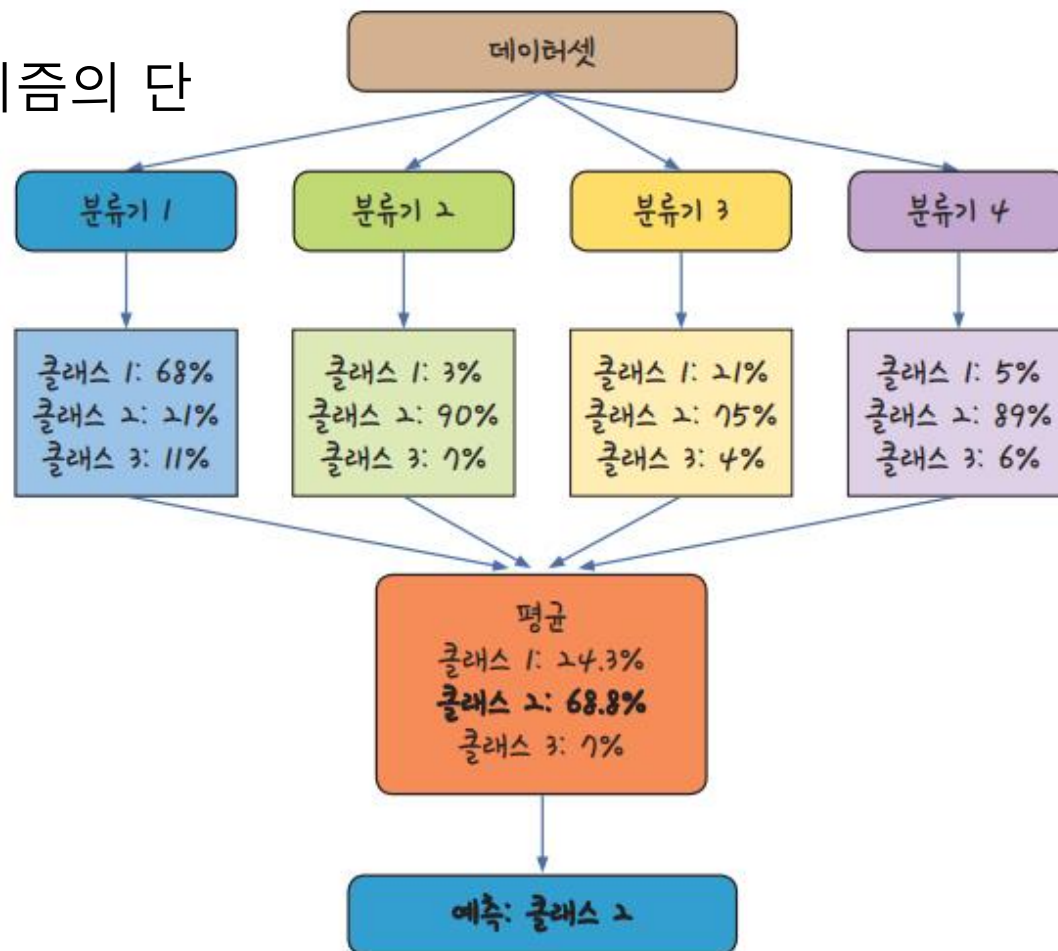 데이터셋
리즘의 단
분류기 1
분류기 2
분류기 3
분류기 4
클래스 1: 68%
클래스 2: 21%
클래스 3: 11%
클래스 1: 3%
클래스 2: 90%
클래스 3: 7%
클래스 1: 21%
클래스 2: 75%
클래스 3: 4%
클래스 1: 5%
클래스 2: 89%
클래스 3: 6%
평균
클래스 1: 24.3%
클래스 2: 68.8%
클래스 3: 7%
예측: 클래스 2